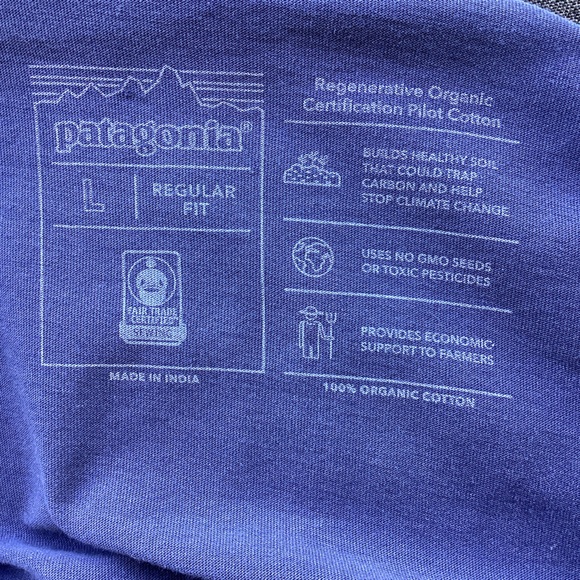 patagonia®
L
REGULAR
FIT
FAIR TRADE
CERTIFIED™
SEWING
MADE IN INDIA
Regenerative Organic
Certification Pilot Cotton
BUILDS HEALTHY SOIL
THAT COULD TRAP
CARBON AND HELP
STOP CLIMATE CHANGE
USES NO GMO SEEDS
OR TOXIC PESTICIDES
PROVIDES ECONOMIC
SUPPORT TO FARMERS
100% ORGANIC COTTON